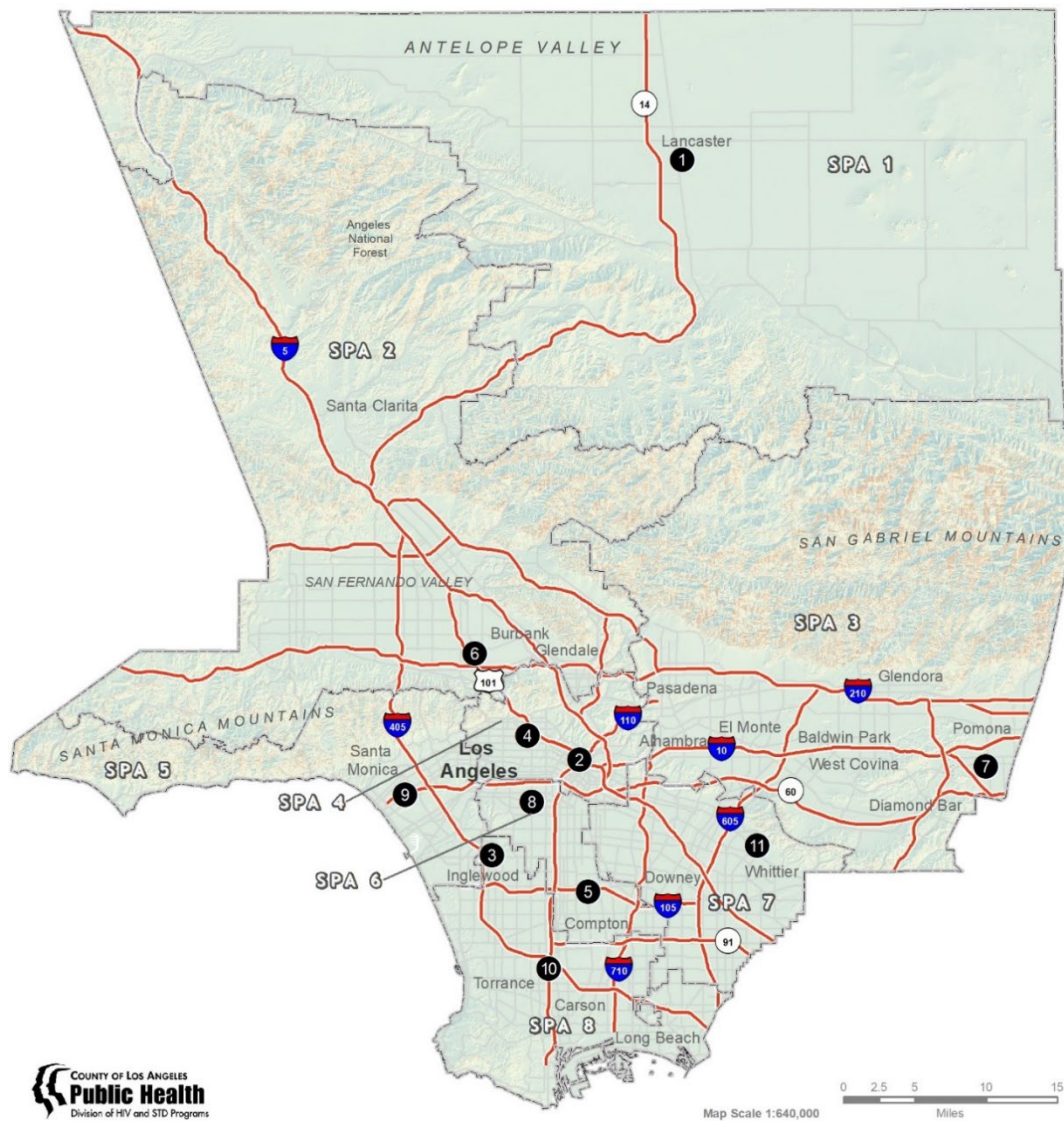 ANTELOPE VALLEY
14
Lancaster
1
SPA 1
Angeles
National
Forest
5
SPA 2
Santa Clarita
SAN GABRIEL MOUNTAINS
SAN FERNANDO VALLEY
SPA 3
Burbank
6
Glendale
101
Pasadena
Glendora
210
SANTA MONICA MOUNTAINS
405
110
4
El Monte
Pomona
Santa
Monica
Los
Angeles
2
Alhambra
10
Baldwin Park
West Covina
7
SPA 5
SPA 4
9
8
60
Diamond Bar
605
11
Whittier
3
SPA 6
Inglewood
5
Downey
105
SPA 7
Compton
91
10
710
Torrance
Carson
SPA 8
Long Beach
COUNTY OF LOS ANGELES
Public Health
Division of HIV and STD Programs
Map Scale 1:640,000
0 2.5 5 10 15
Miles